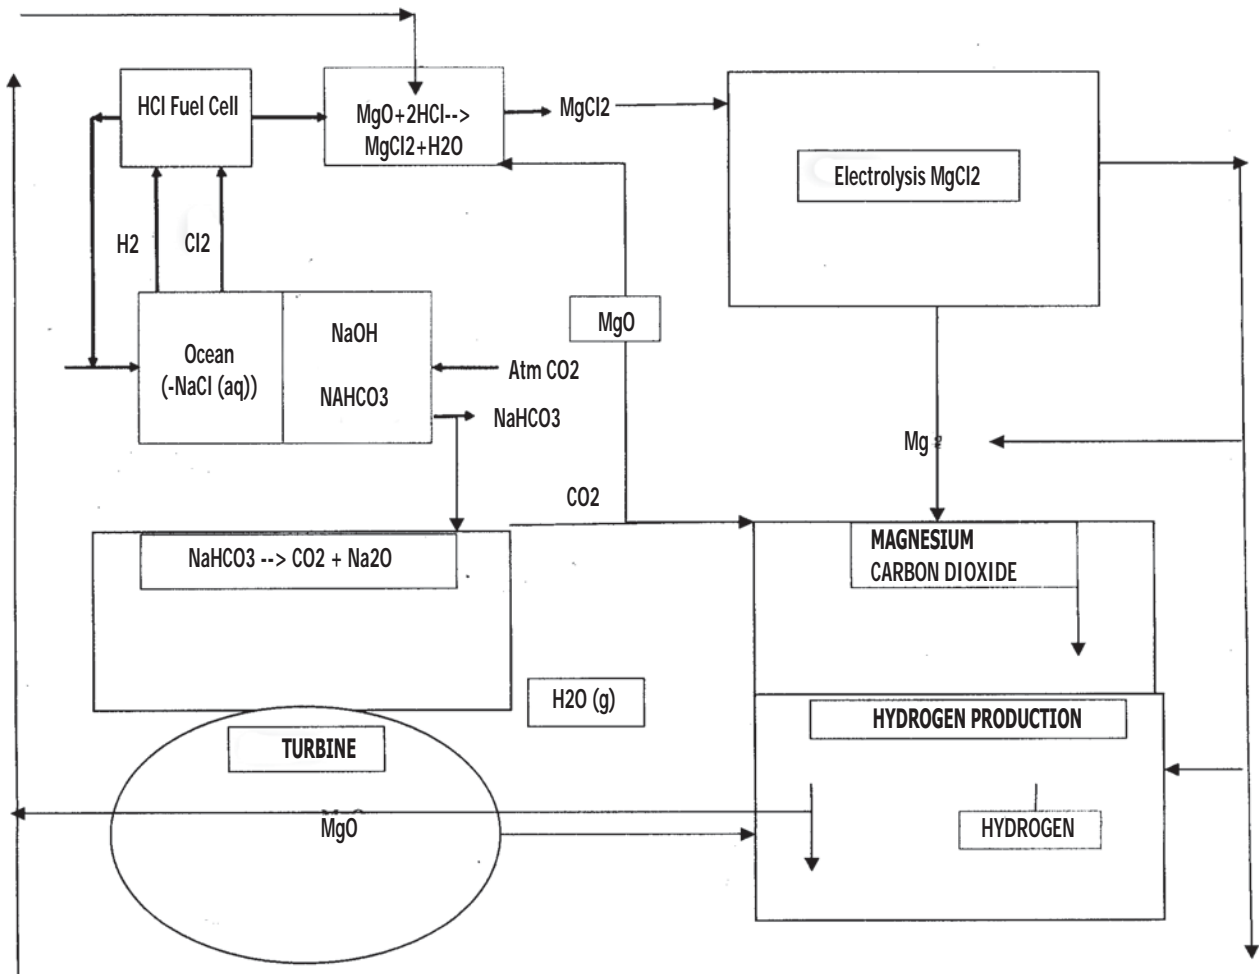 HCl Fuel Cell
MgO+2HCl-->
MgCl2+H2O
MgCl2
Electrolysis MgCl2
H2
Cl2
Ocean
(-NaCl (aq))
NaOH
NAHCO3
Atm CO2
NaHCO3
MgO
Mg
CO2
NaHCO3 --> CO2 + Na2O
MAGNESIUM
CARBON DIOXIDE
H2O (g)
HYDROGEN PRODUCTION
TURBINE
MgO
HYDROGEN